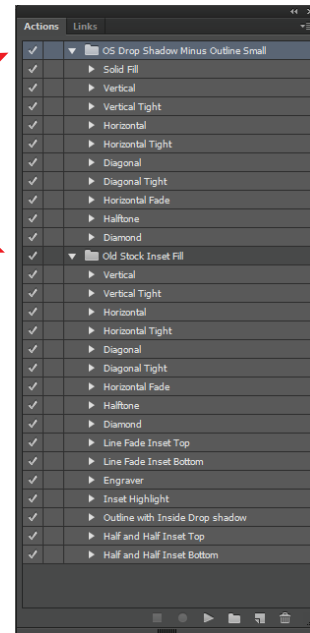 Actions Links
OS Drop Shadow Minus Outline Small
Solid Fill
Vertical
Vertical Tight
Horizontal
Horizontal Tight
Diagonal
Diagonal Tight
Horizontal Fade
Halftone
Diamond
Old Stock Inset Fill
Vertical
Vertical Tight
Horizontal
Horizontal Tight
Diagonal
Diagonal Tight
Horizontal Fade
Halftone
Diamond
Line Fade Inset Top
Line Fade Inset Bottom
Engraver
Inset Highlight
Outline with Inside Drop shadow
Half and Half Inset Top
Half and Half Inset Bottom